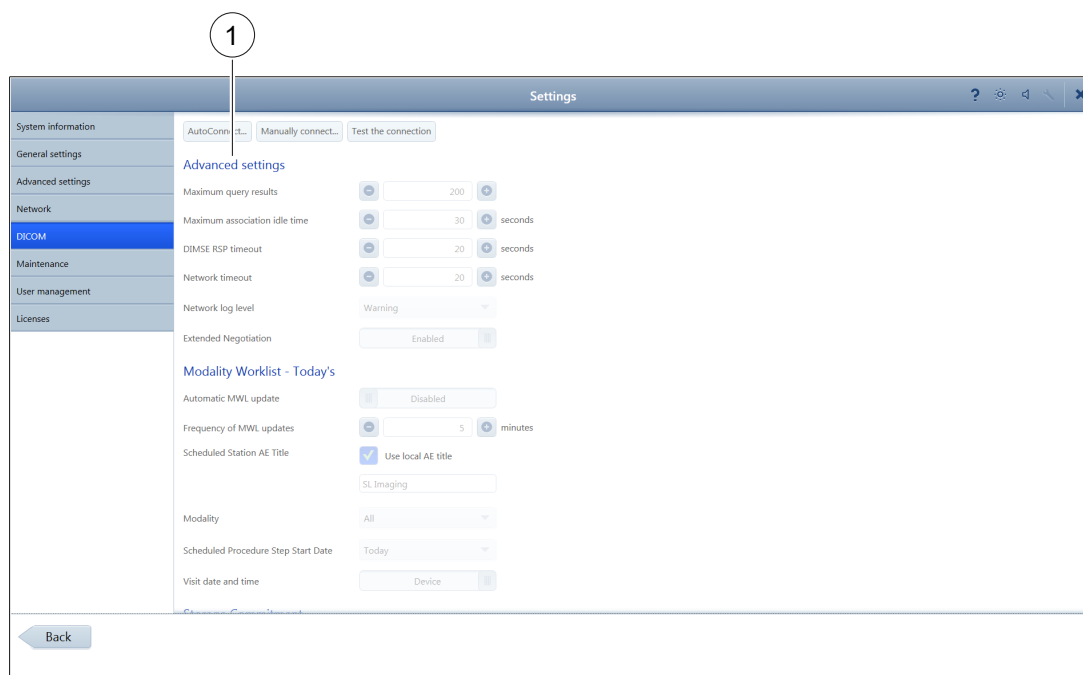 1
Settings
?
System information
General settings
Advanced settings
Network
DICOM
Maintenance
User management
Licenses
AutoConnect... Manually connect... Test the connection
Advanced settings
Maximum query results 200
Maximum association idle time 30 seconds
DIMSE RSP timeout 20 seconds
Network timeout 20 seconds
Network log level Warning
Extended Negotiation Enabled
Modality Worklist - Today's
Automatic MWL update Disabled
Frequency of MWL updates 5 minutes
Scheduled Station AE Title Use local AE title
SL Imaging
Modality All
Scheduled Procedure Step Start Date Today
Visit date and time Device
Storage Commitment
Back